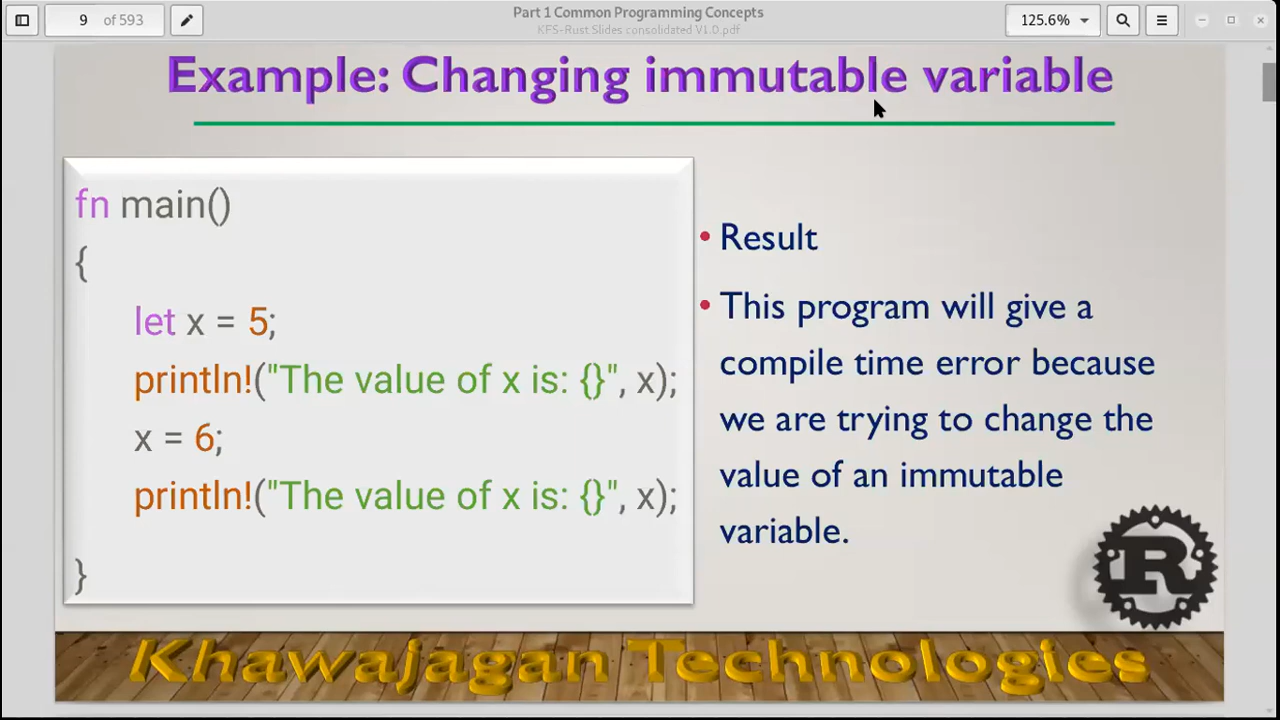 Part 1 Common Programming Concepts
KFS-Rust Slides consolidated V1.0.pdf
9 of 593
125.6%
Example: Changing immutable variable
fn main()
{
let x = 5;
println!("The value of x is: {}", x);
x = 6;
println!("The value of x is: {}", x);
}
• Result
• This program will give a
compile time error because
we are trying to change the
value of an immutable
variable.
R
Khawajagan Technologies